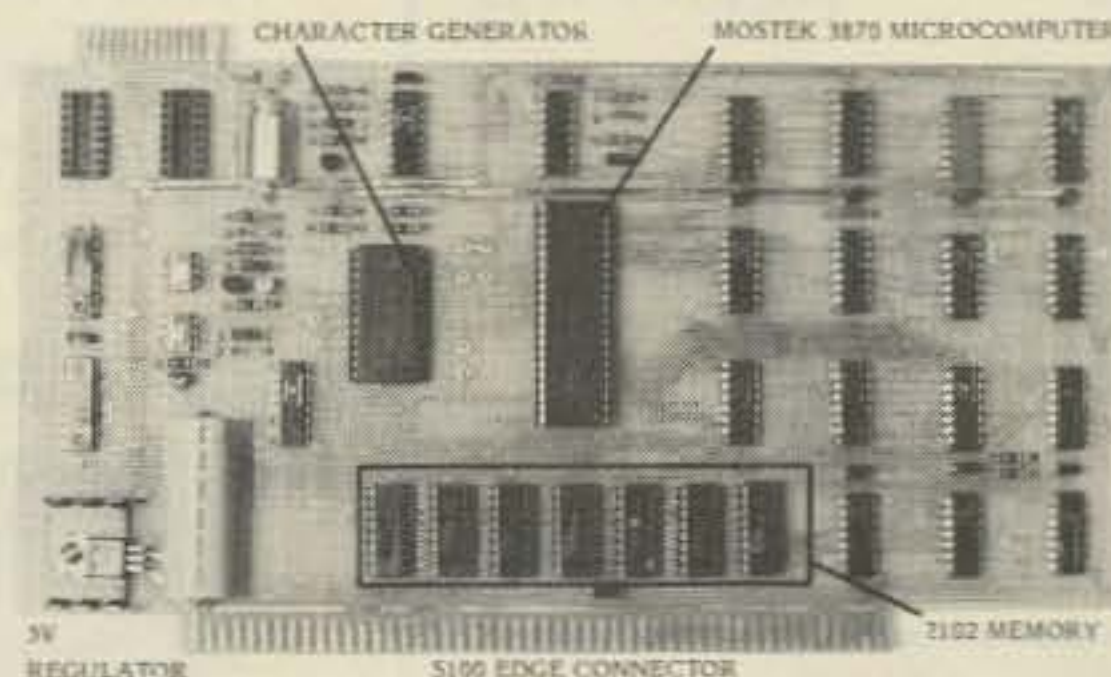 CHARACTER GENERATOR
MOSTEK 3870 MICROCOMPUTER
2102 MEMORY
5V
REGULATOR
S100 EDGE CONNECTOR